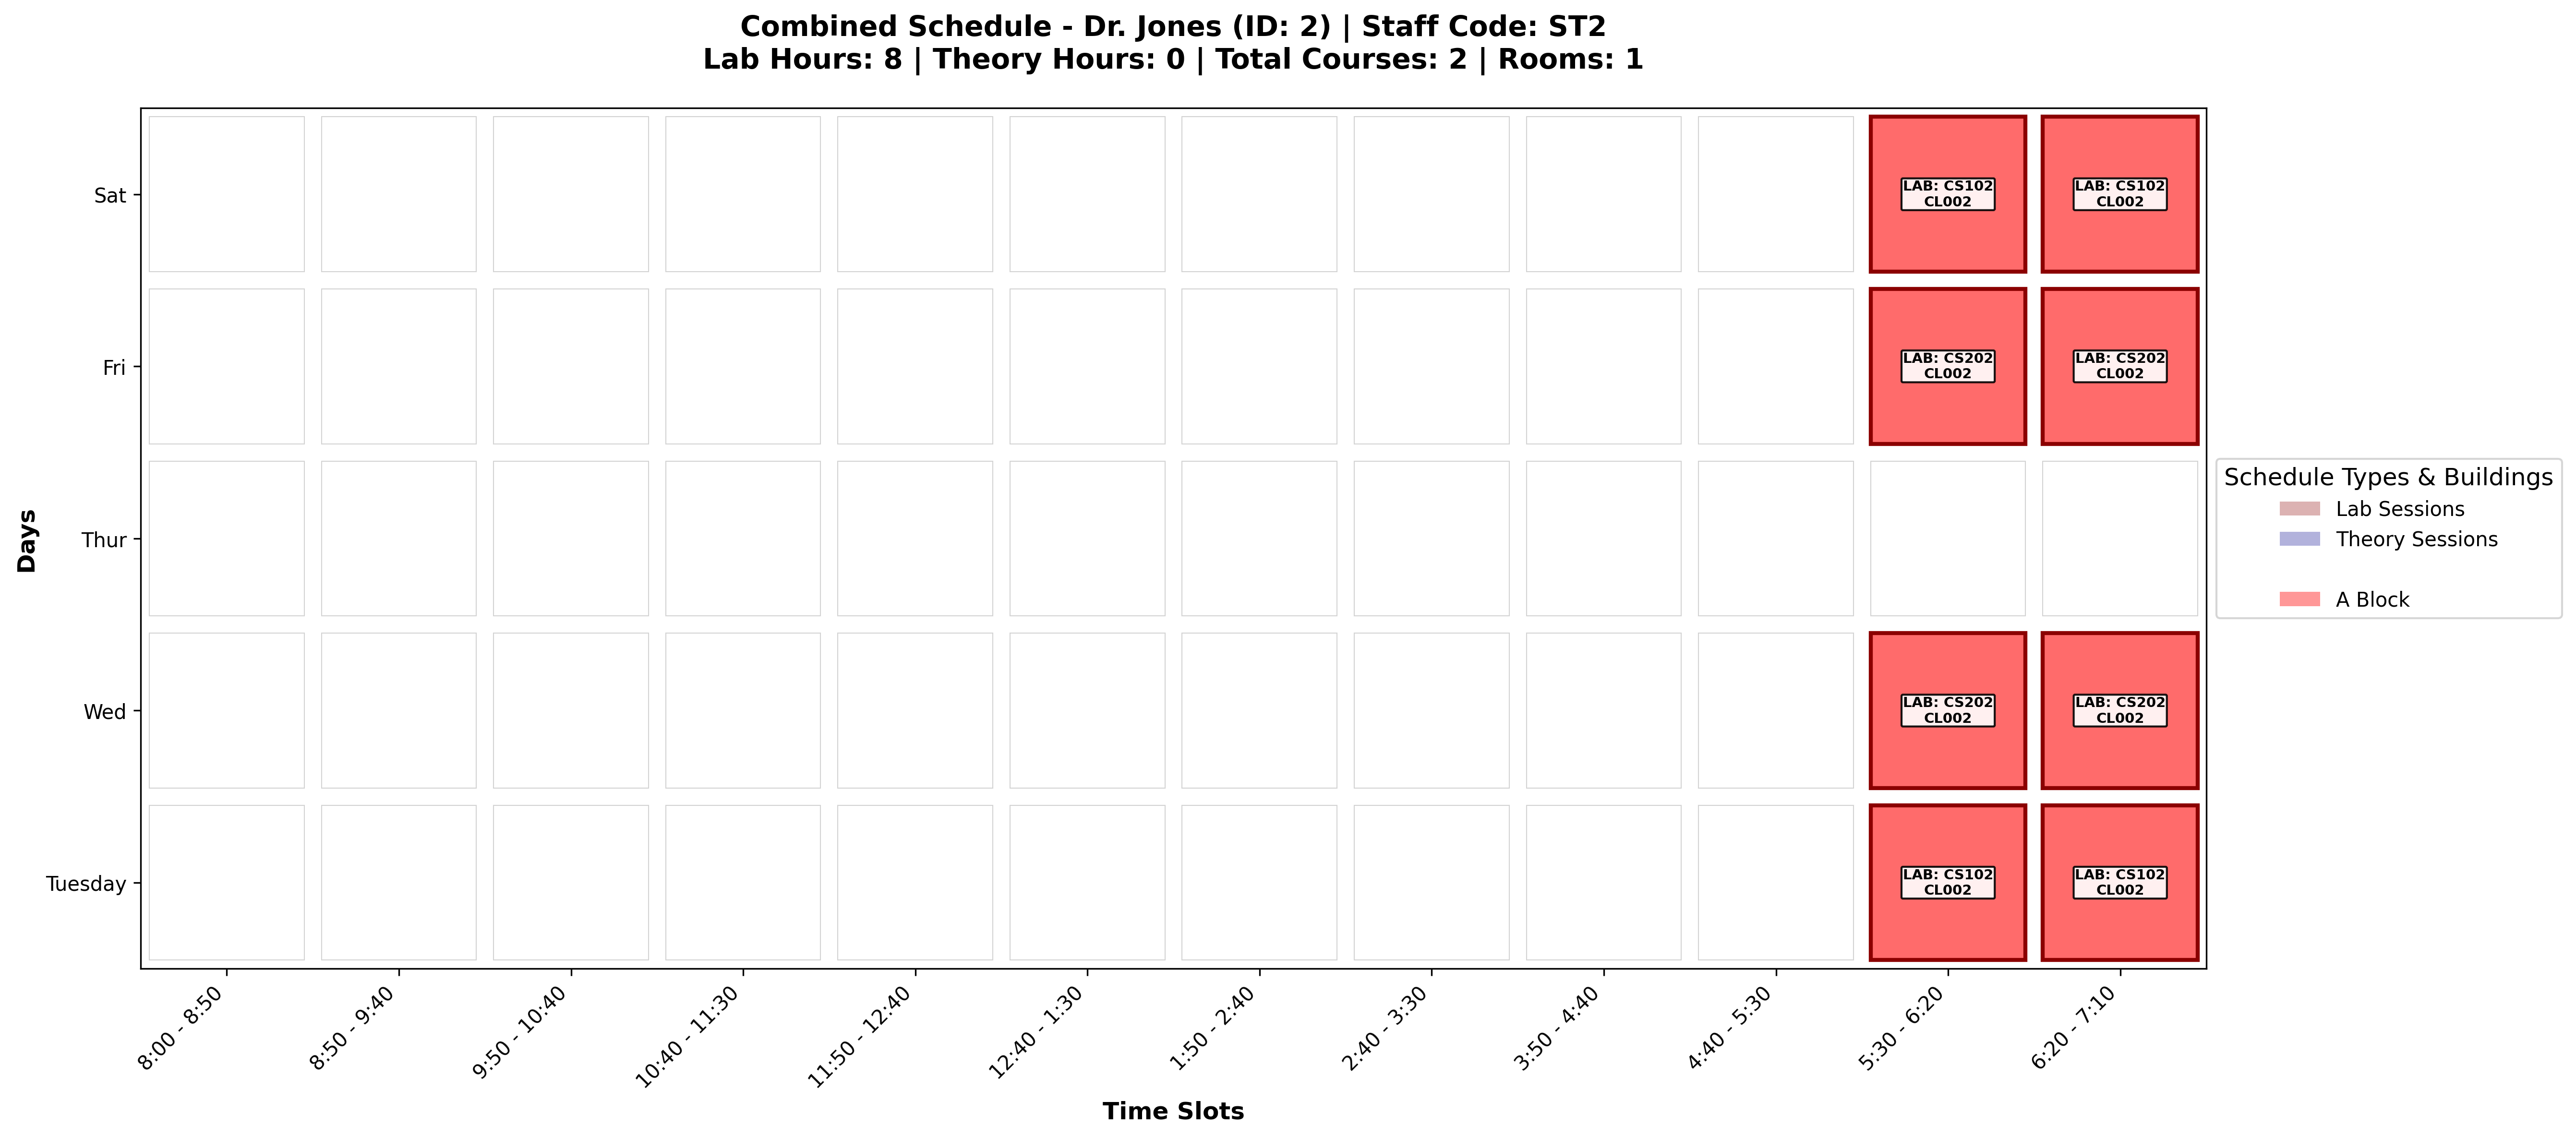 Combined Schedule - Dr. Jones (ID: 2) | Staff Code: ST2
Lab Hours: 8 | Theory Hours: 0 | Total Courses: 2 | Rooms: 1
Days
Sat
LAB: CS102
CL002
LAB: CS102
CL002
Fri
LAB: CS202
CL002
LAB: CS202
CL002
Thur
Wed
LAB: CS202
CL002
LAB: CS202
CL002
Tuesday
LAB: CS102
CL002
LAB: CS102
CL002
8:00 - 8:50
8:50 - 9:40
9:50 - 10:40
10:40 - 11:30
11:50 - 12:40
12:40 - 1:30
1:50 - 2:40
2:40 - 3:30
3:50 - 4:40
4:40 - 5:30
5:30 - 6:20
6:20 - 7:10
Time Slots
Schedule Types & Buildings
Lab Sessions
Theory Sessions
A Block